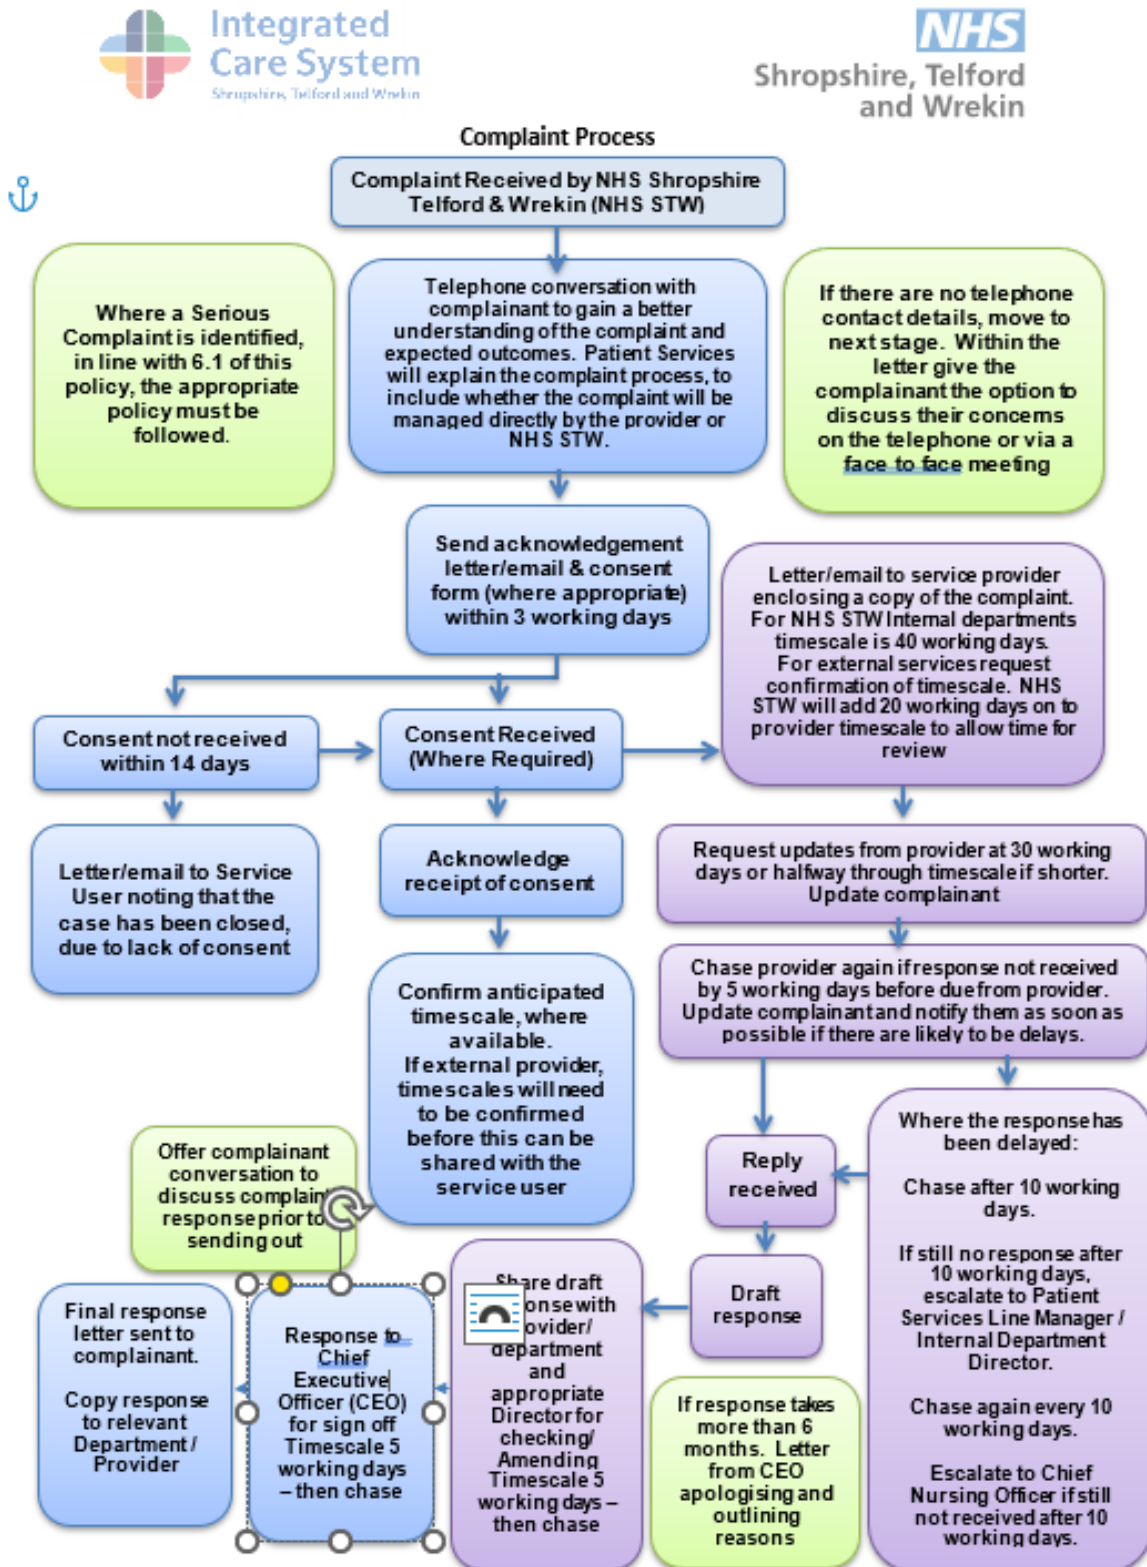 Integrated
Care System
Shropshire, Telford and Wrekin
NHS
Shropshire, Telford
and Wrekin
Complaint Process
Complaint Received by NHS Shropshire
Telford & Wrekin (NHS STW)
Where a Serious
Complaint is identified,
in line with 6.1 of this
policy, the appropriate
policy must be
followed.
Telephone conversation with
complainant to gain a better
understanding of the complaint and
expected outcomes. Patient Services
will explain the complaint process, to
include whether the complaint will be
managed directly by the provider or
NHS STW.
If there are no telephone
contact details, move to
next stage. Within the
letter give the
complainant the option to
discuss their concerns
on the telephone or via a
face to face meeting
Send acknowledgement
letter/email & consent
form (where appropriate)
within 3 working days
Letter/email to service provider
enclosing a copy of the complaint.
For NHS STW Internal departments
timescale is 40 working days.
For external services request
confirmation of timescale. NHS
STW will add 20 working days on to
provider timescale to allow time for
review
Consent not received
within 14 days
Consent Received
(Where Required)
Letter/email to Service
User noting that the
case has been closed,
due to lack of consent
Acknowledge
receipt of consent
Request updates from provider at 30 working
days or halfway through timescale if shorter.
Update complainant
Chase provider again if response not received
by 5 working days before due from provider.
Update complainant and notify them as soon as
possible if there are likely to be delays.
Confirm anticipated
timescale, where
available.
If external provider,
timescales will need
to be confirmed
before this can be
shared with the
service user
Reply
received
Where the response has
been delayed:
Chase after 10 working
days.
If still no response after
10 working days,
escalate to Patient
Services Line Manager /
Internal Department
Director.
Chase again every 10
working days.
Escalate to Chief
Nursing Officer if still
not received after 10
working days.
Offer complainant
conversation to
discuss complaint
response prior to
sending out
Draft
response
Share draft
response with
provider/
department
and
appropriate
Director for
checking/
Amending
Timescale 5
working days –
then chase
Response to
Chief
Executive
Officer (CEO)
for sign off
Timescale 5
working days
– then chase
Final response
letter sent to
complainant.
Copy response
to relevant
Department /
Provider
If response takes
more than 6
months. Letter
from CEO
apologising and
outlining
reasons